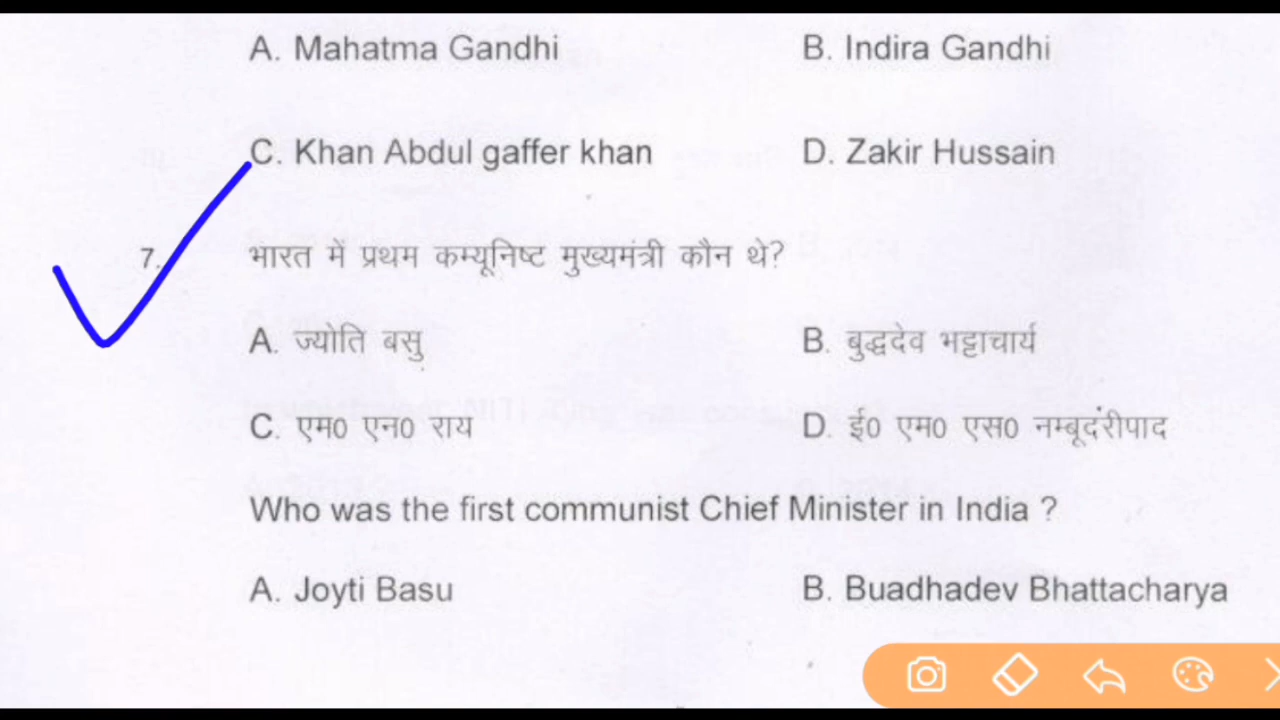 A. Mahatma Gandhi B. Indira Gandhi
C. Khan Abdul gaffer khan D. Zakir Hussain
7. भारत में प्रथम कम्यूनिष्ट मुख्यमंत्री कौन थे?
A. ज्योति बसु B. बुद्धदेव भट्टाचार्य
C. एम0 एन0 राय D. ई0 एम0 एस0 नम्बूदंरीपाद
Who was the first communist Chief Minister in India ?
A. Joyti Basu B. Buadhadev Bhattacharya